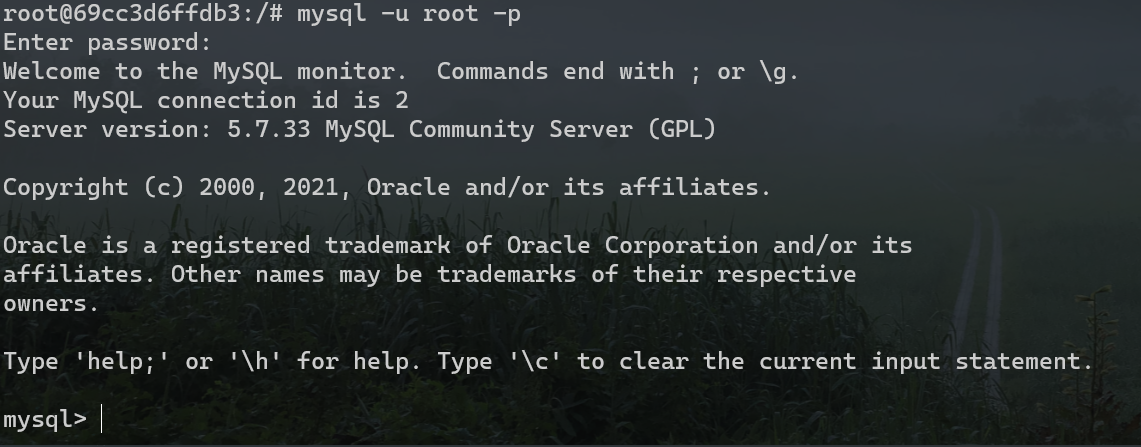 root@69cc3d6ffdb3:/# mysql -u root -p
Enter password:
Welcome to the MySQL monitor.  Commands end with ; or \g.
Your MySQL connection id is 2
Server version: 5.7.33 MySQL Community Server (GPL)
Copyright (c) 2000, 2021, Oracle and/or its affiliates.
Oracle is a registered trademark of Oracle Corporation and/or its
affiliates. Other names may be trademarks of their respective
owners.
Type 'help;' or '\h' for help. Type '\c' to clear the current input statement.
mysql>